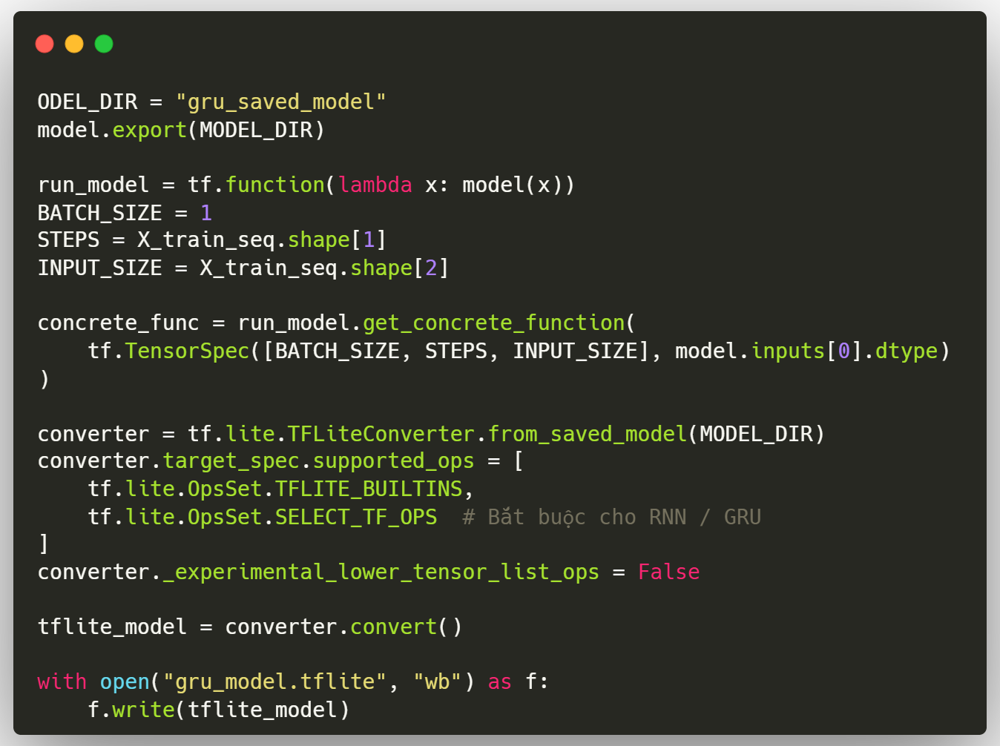 ODEL_DIR = "gru_saved_model"
model.export(MODEL_DIR)
run_model = tf.function(lambda x: model(x))
BATCH_SIZE = 1
STEPS = X_train_seq.shape[1]
INPUT_SIZE = X_train_seq.shape[2]
concrete_func = run_model.get_concrete_function(
    tf.TensorSpec([BATCH_SIZE, STEPS, INPUT_SIZE], model.inputs[0].dtype)
)
converter = tf.lite.TFLiteConverter.from_saved_model(MODEL_DIR)
converter.target_spec.supported_ops = [
    tf.lite.OpsSet.TFLITE_BUILTINS,
    tf.lite.OpsSet.SELECT_TF_OPS  # Bắt buộc cho RNN / GRU
]
converter._experimental_lower_tensor_list_ops = False
tflite_model = converter.convert()
with open("gru_model.tflite", "wb") as f:
    f.write(tflite_model)